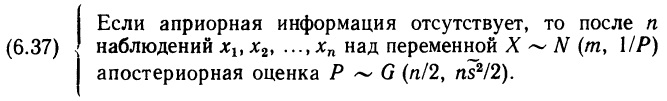 Если априорная информация отсутствует, то после n
(6.37) наблюдений x₁, x₂, ..., xₙ над переменной X ~ N (m, 1/P)
апостериорная оценка P ~ G (n/2, ns̃²/2).